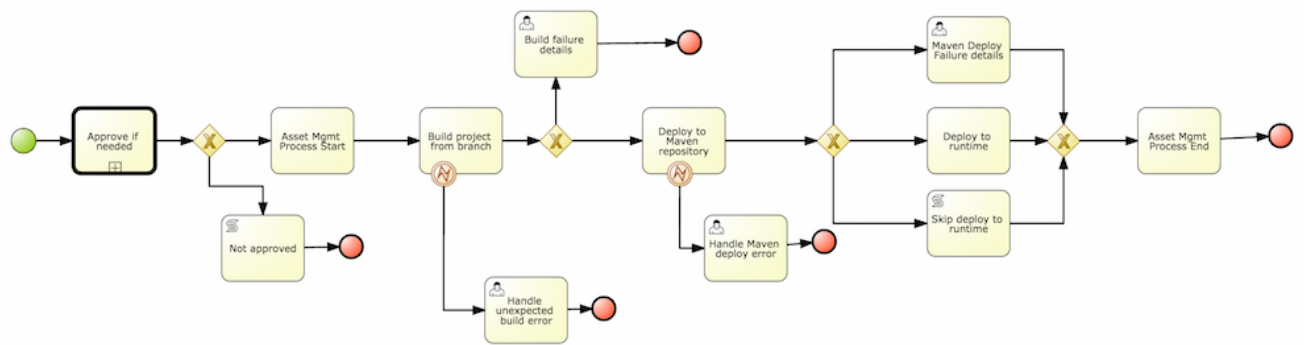 Build failure
details
Maven Deploy
Failure details
Approve if
needed
Asset Mgmt
Process Start
Build project
from branch
Deploy to
Maven
repository
Deploy to
runtime
Asset Mgmt
Process End
Not approved
Handle Maven
deploy error
Skip deploy to
runtime
Handle
unexpected
build error